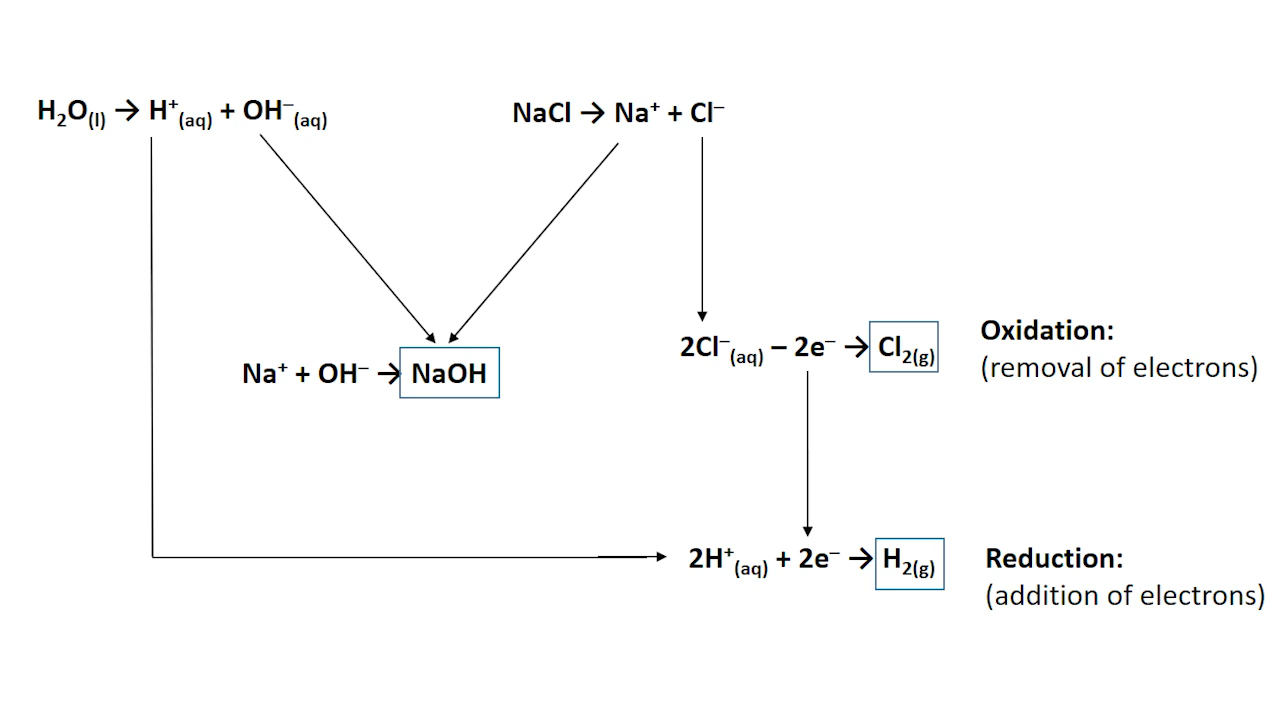 H₂O₍ₗ₎ → H⁺₍aq₎ + OH⁻₍aq₎
NaCl → Na⁺ + Cl⁻
Na⁺ + OH⁻ → NaOH
2Cl⁻₍aq₎ – 2e⁻ → Cl₂₍g₎
Oxidation:
(removal of electrons)
2H⁺₍aq₎ + 2e⁻ → H₂₍g₎
Reduction:
(addition of electrons)